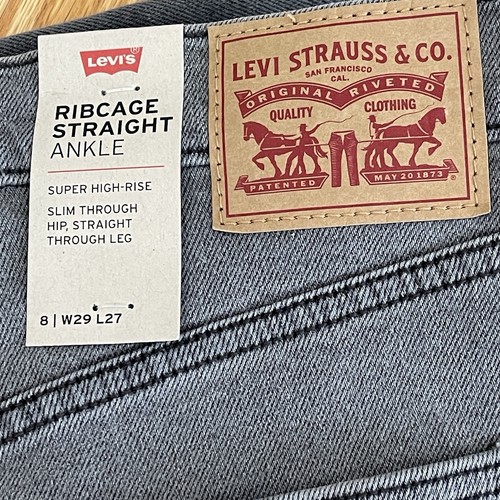 LEVI'S®
RIBCAGE
STRAIGHT
ANKLE
SUPER HIGH-RISE
SLIM THROUGH
HIP, STRAIGHT
THROUGH LEG
8 | W29 L27
LEVI STRAUSS & CO.
SAN FRANCISCO
CAL.
ORIGINAL RIVETED
QUALITY CLOTHING
PATENTED MAY 20 1873 ®